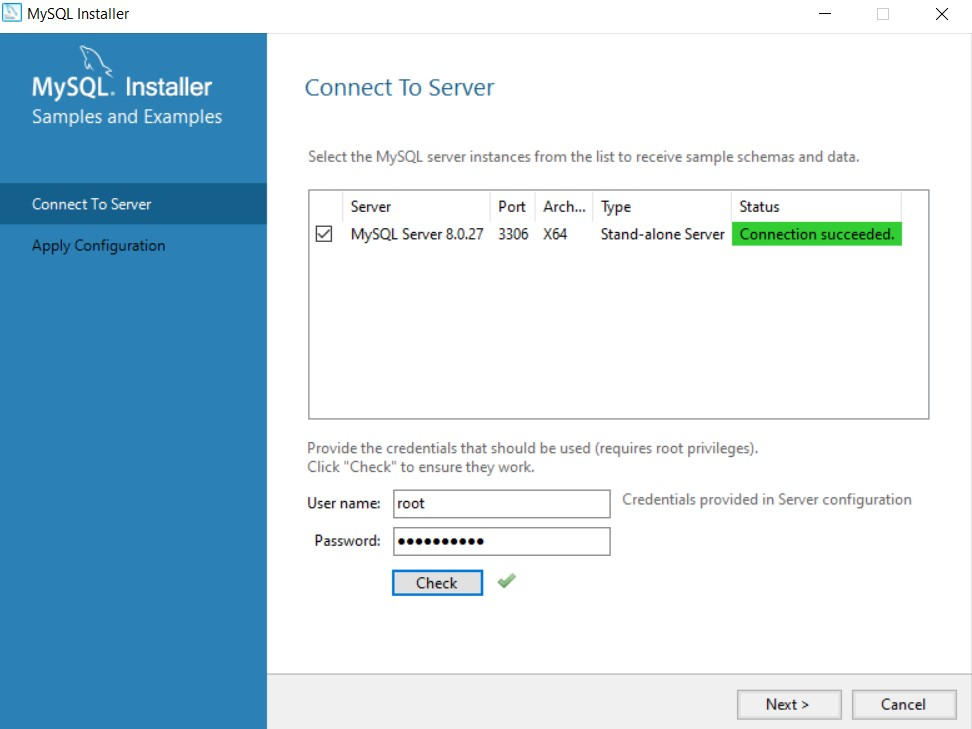 MySQL Installer
MySQL. Installer
Samples and Examples
Connect To Server
Apply Configuration
Connect To Server
Select the MySQL server instances from the list to receive sample schemas and data.
Server Port Arch... Type Status
MySQL Server 8.0.27 3306 X64 Stand-alone Server Connection succeeded.
Provide the credentials that should be used (requires root privileges).
Click "Check" to ensure they work.
User name: root Credentials provided in Server configuration
Password: ●●●●●●●●●●
Check
Next > Cancel